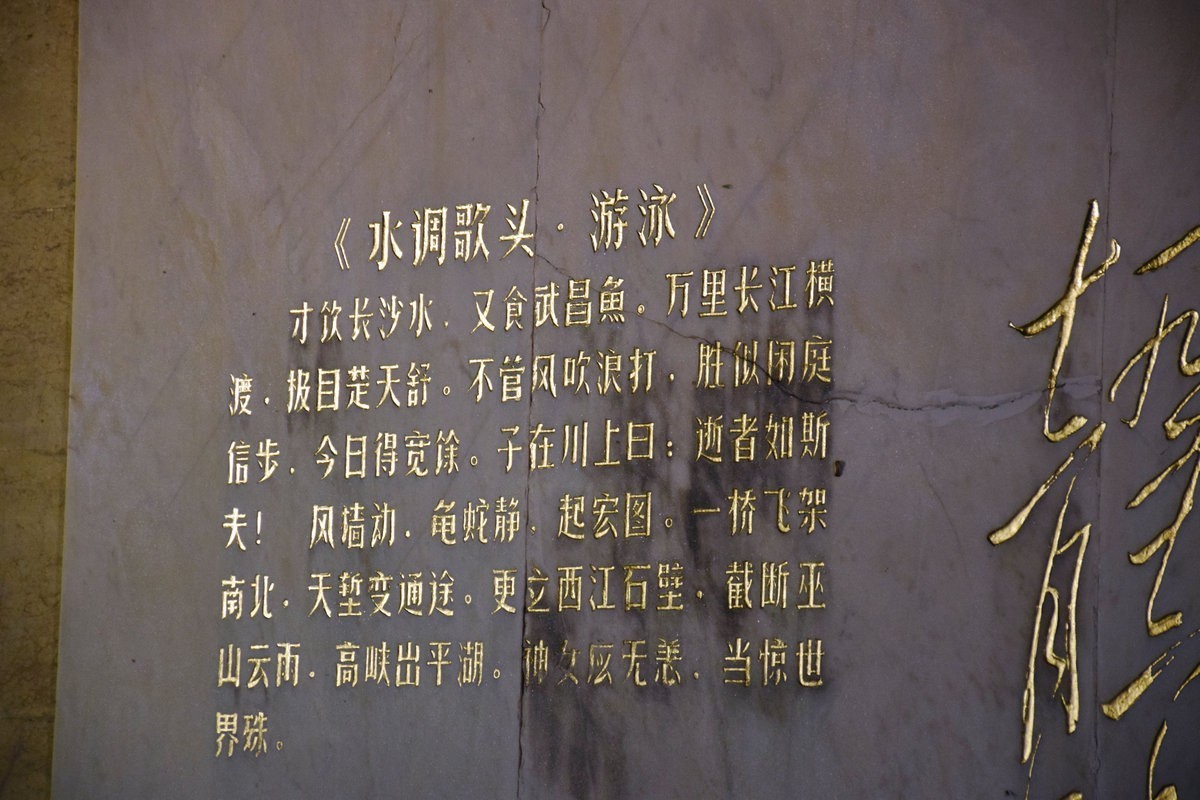 《水调歌头·游泳》
才饮长沙水，又食武昌魚。万里长江横
渡，极目楚天舒。不管风吹浪打，胜似闲庭
信步，今日得宽馀。子在川上曰：逝者如斯
夫！ 风墙动，龟蛇静，起宏图。一桥飞架
南北，天堑变通途。更立西江石壁，截断巫
山云雨，高峡出平湖。神女应无恙，当惊世
界殊。